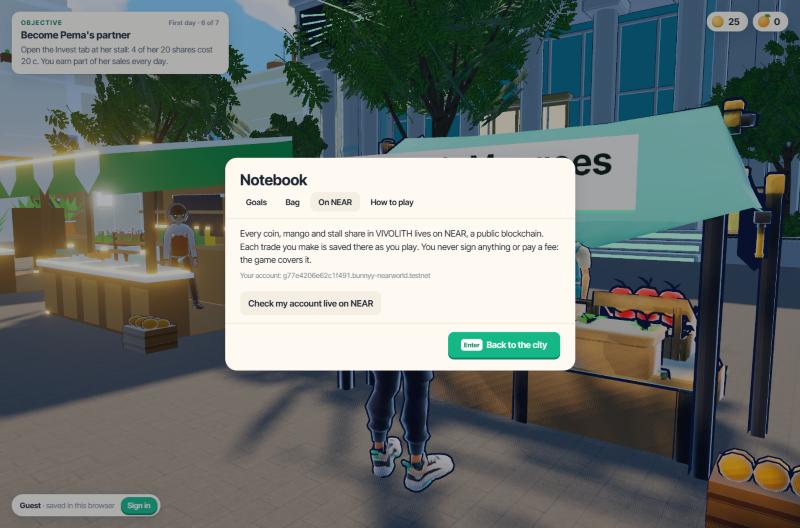 OBJECTIVE
First day · 6 of 7
Become Pema's partner
Open the Invest tab at her stall: 4 of her 20 shares cost
20 c. You earn part of her sales every day.
25
0
Notebook
Goals
Bag
On NEAR
How to play
Every coin, mango and stall share in VIVOLITH lives on NEAR, a public blockchain.
Each trade you make is saved there as you play. You never sign anything or pay a fee:
the game covers it.
Your account: g77e4206e62c1f491.bunnyy-nearworld.testnet
Check my account live on NEAR
Enter
Back to the city
Guest · saved in this browser
Sign in